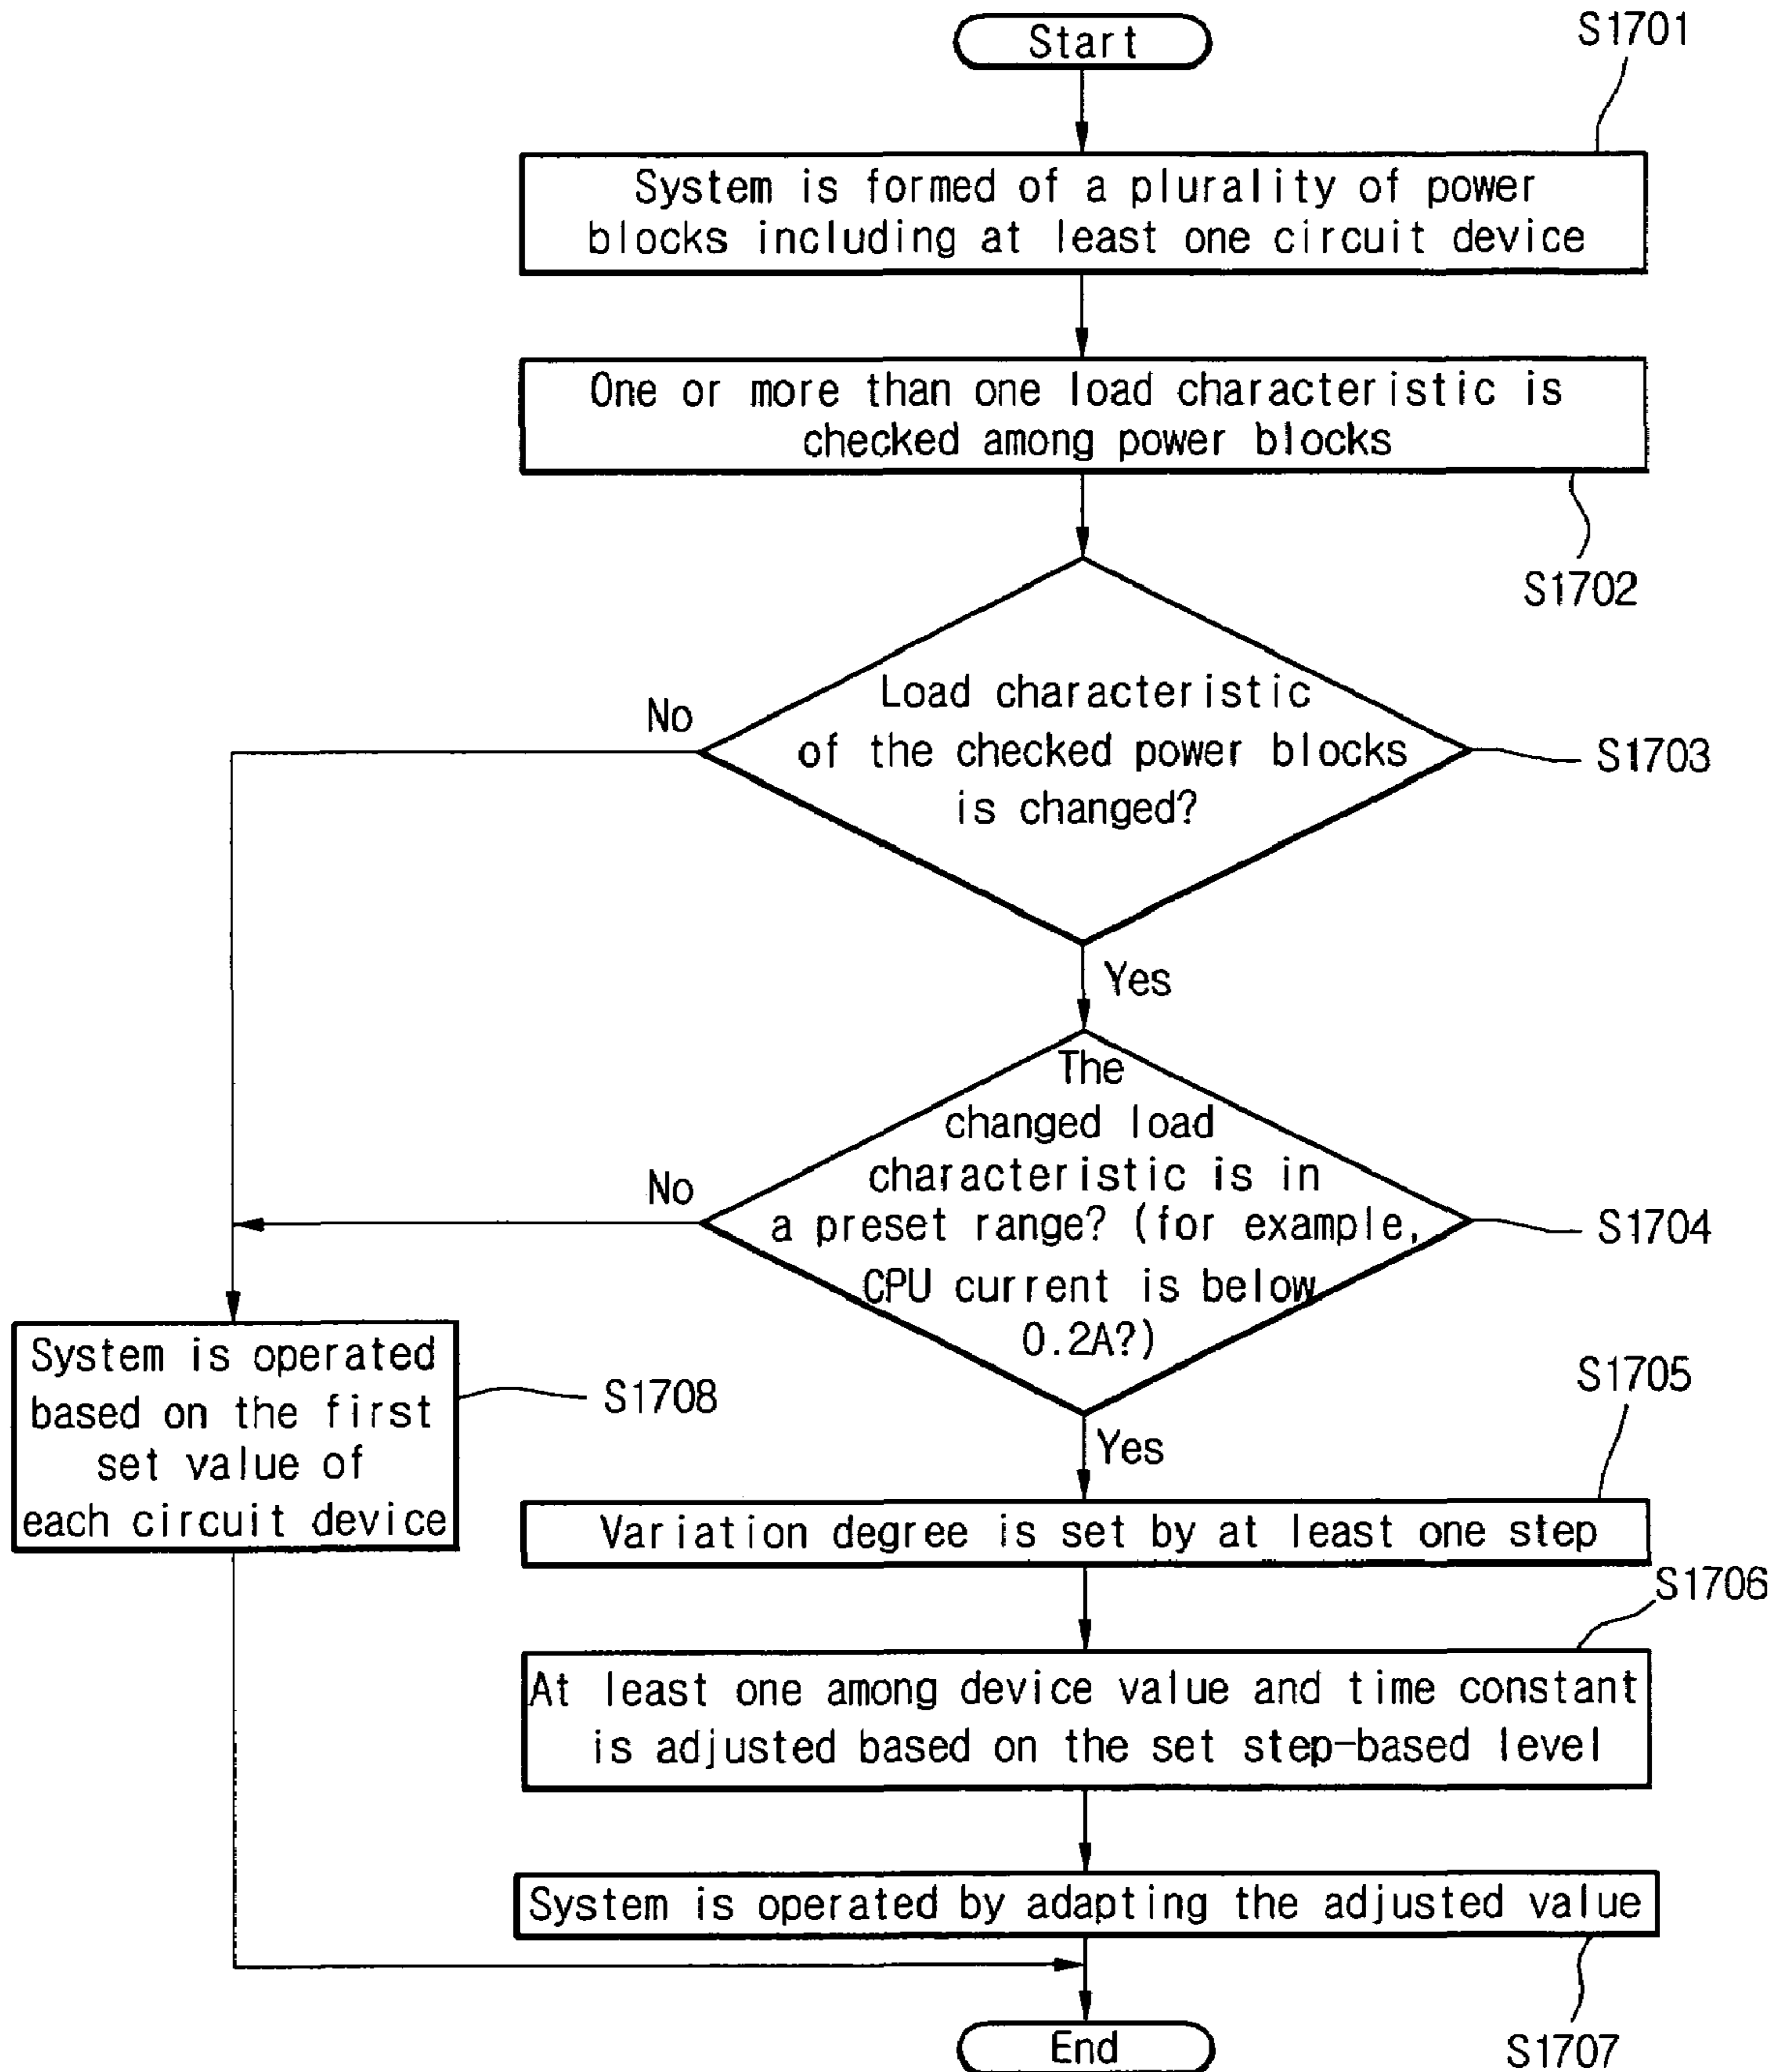 Start
S1701
System is formed of a plurality of power
blocks including at least one circuit device
One or more than one load characteristic is
checked among power blocks
S1702
Load characteristic
of the checked power blocks
is changed?
No
S1703
Yes
The
changed load
characteristic is in
a preset range? (for example,
CPU current is below
0.2A?)
No
S1704
System is operated
based on the first
set value of
each circuit device
S1708
Yes
S1705
Variation degree is set by at least one step
S1706
At least one among device value and time constant
is adjusted based on the set step-based level
System is operated by adapting the adjusted value
S1707
End